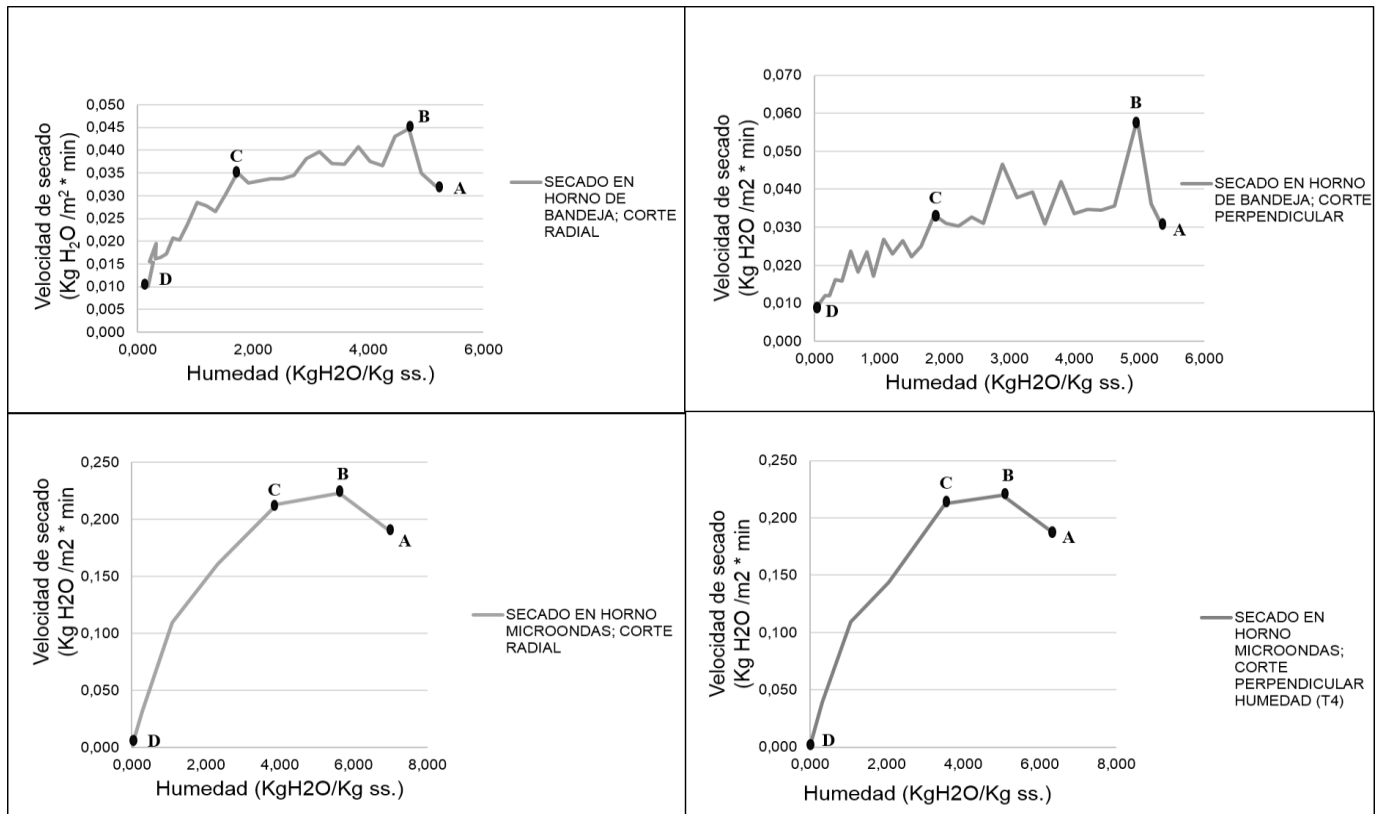 0,050
0,045
0,040
0,035
0,030
0,025
0,020
0,015
0,010
0,005
0,000
0,000
2,000
4,000
6,000
Velocidad de secado
(Kg H₂O /m² * min)
Humedad (KgH2O/Kg ss.)
B
C
A
D
SECADO EN
HORNO DE
BANDEJA; CORTE
RADIAL
0,070
0,060
0,050
0,040
0,030
0,020
0,010
0,000
0,000
1,000
2,000
3,000
4,000
5,000
6,000
Velocidad de secado
(Kg H2O /m2 * min)
Humedad (KgH2O/Kg ss.)
B
C
A
D
SECADO EN HORNO
DE BANDEJA; CORTE
PERPENDICULAR
0,250
0,200
0,150
0,100
0,050
0,000
0,000
2,000
4,000
6,000
8,000
Velocidad de secado
(Kg H2O /m2 * min
Humedad (KgH2O/Kg ss.)
B
C
A
D
SECADO EN HORNO
MICROONDAS; CORTE
RADIAL
0,250
0,200
0,150
0,100
0,050
0,000
0,000
2,000
4,000
6,000
8,000
Velocidad de secado
(Kg H2O /m2 * min
Humedad (KgH2O/Kg ss.)
B
C
A
D
SECADO EN
HORNO
MICROONDAS;
CORTE
PERPENDICULAR
HUMEDAD (T4)